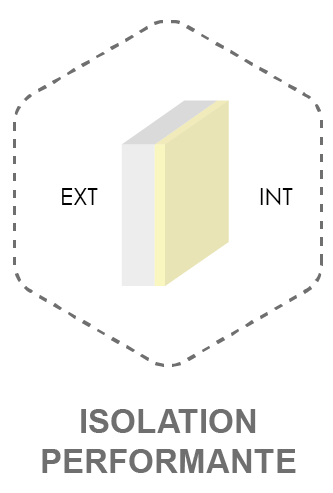 EXT INT
ISOLATION
PERFORMANTE